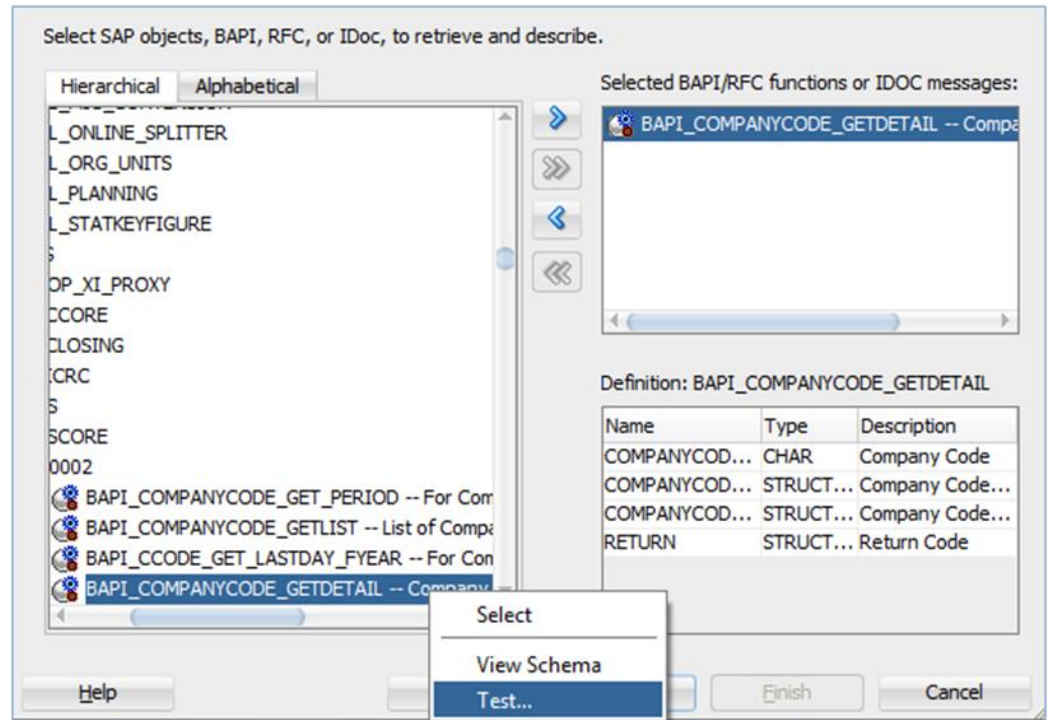 Select SAP objects, BAPI, RFC, or IDoc, to retrieve and describe.
Hierarchical Alphabetical
L_ONLINE_SPLITTER
L_ORG_UNITS
L_PLANNING
L_STATKEYFIGURE
S
OP_XI_PROXY
CCORE
CLOSING
CRC
S
SCORE
0002
BAPI_COMPANYCODE_GET_PERIOD -- For Com
BAPI_COMPANYCODE_GETLIST -- List of Compa
BAPI_CCODE_GET_LASTDAY_FYEAR -- For Com
BAPI_COMPANYCODE_GETDETAIL -- Company
Selected BAPI/RFC functions or IDOC messages:
BAPI_COMPANYCODE_GETDETAIL -- Compa
Definition: BAPI_COMPANYCODE_GETDETAIL
Name Type Description
COMPANYCOD... CHAR Company Code
COMPANYCOD... STRUCT... Company Code...
COMPANYCOD... STRUCT... Company Code...
RETURN STRUCT... Return Code
Select
View Schema
Test...
Help Finish Cancel